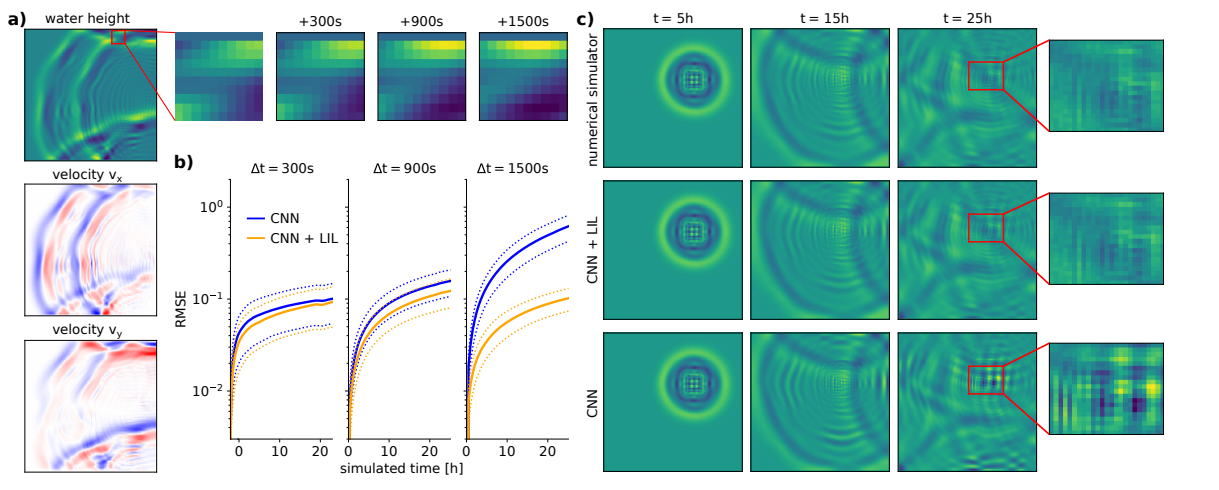 a)
water height
+300s
+900s
+1500s
velocity vₓ
velocity v_y
b)
Δt = 300s
Δt = 900s
Δt = 1500s
CNN
CNN + LIL
RMSE
10⁰
10⁻¹
10⁻²
0 10 20
0 10 20
0 10 20
simulated time [h]
c)
t = 5h
t = 15h
t = 25h
numerical simulator
CNN + LIL
CNN